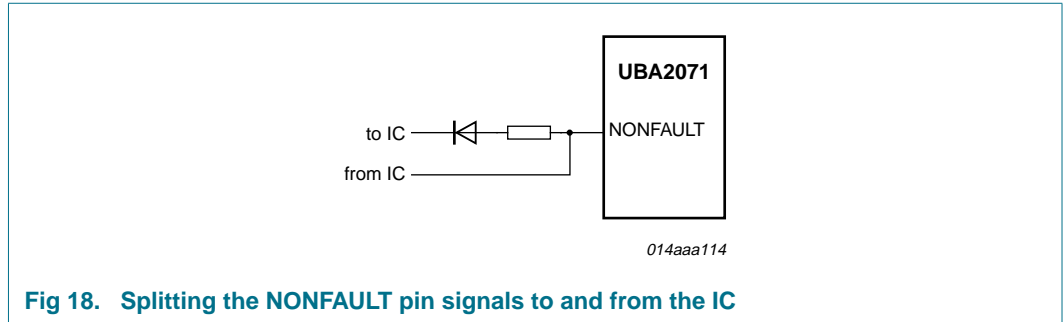 UBA2071
to IC
NONFAULT
from IC
014aaa114
Fig 18. Splitting the NONFAULT pin signals to and from the IC